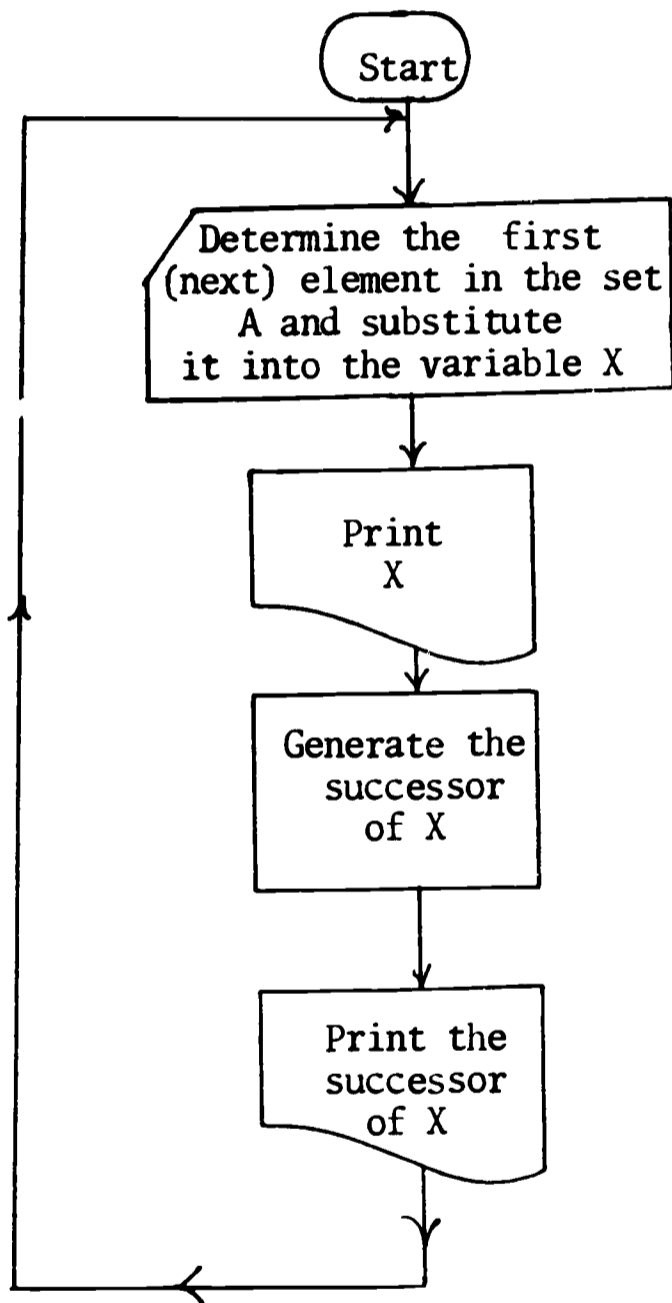 Start
Determine the first
(next) element in the set
A and substitute
it into the variable X
Print
X
Generate the
successor
of X
Print the
successor
of X